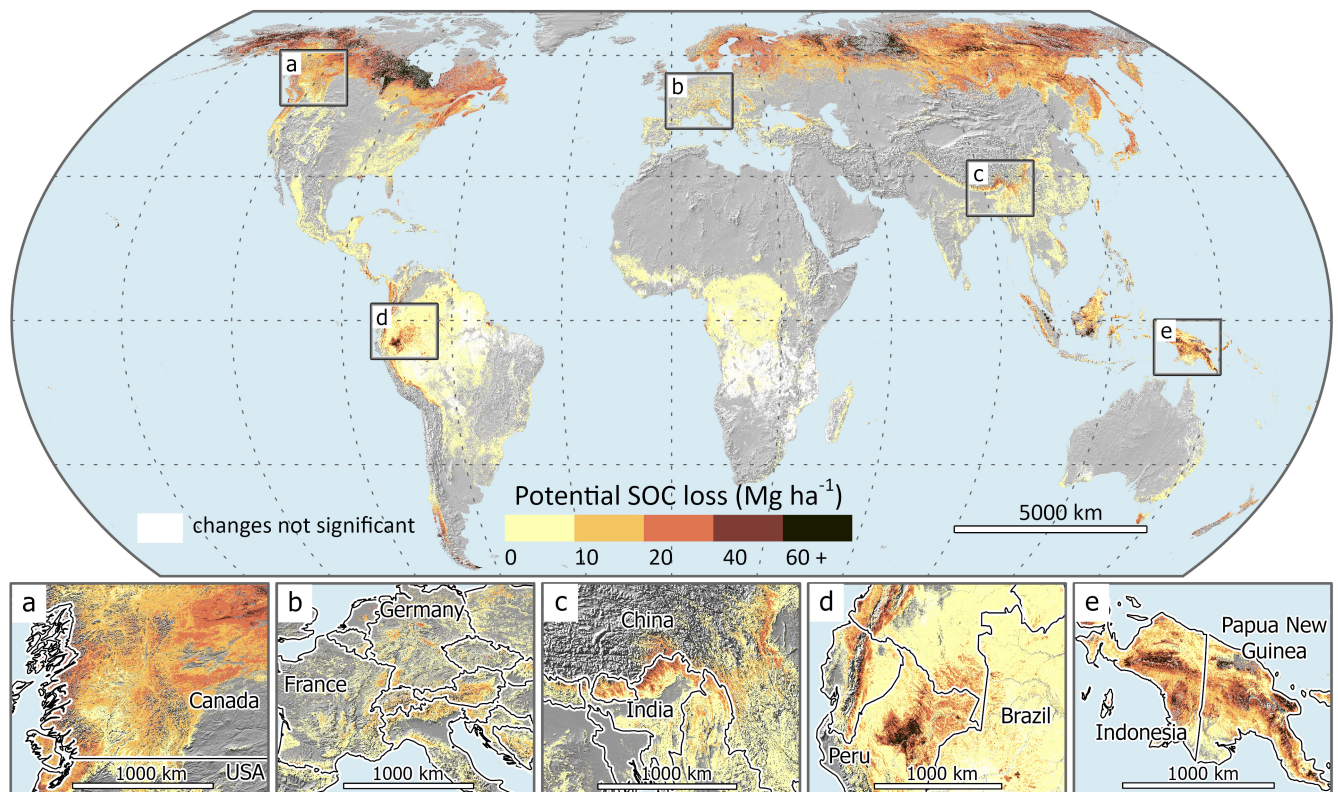 a
b
c
d
e
Potential SOC loss (Mg ha⁻¹)
changes not significant
0 10 20 40 60 +
5000 km
a
Canada
USA
1000 km
b
Germany
France
1000 km
c
China
India
1000 km
d
Peru
Brazil
1000 km
e
Papua New
Guinea
Indonesia
1000 km